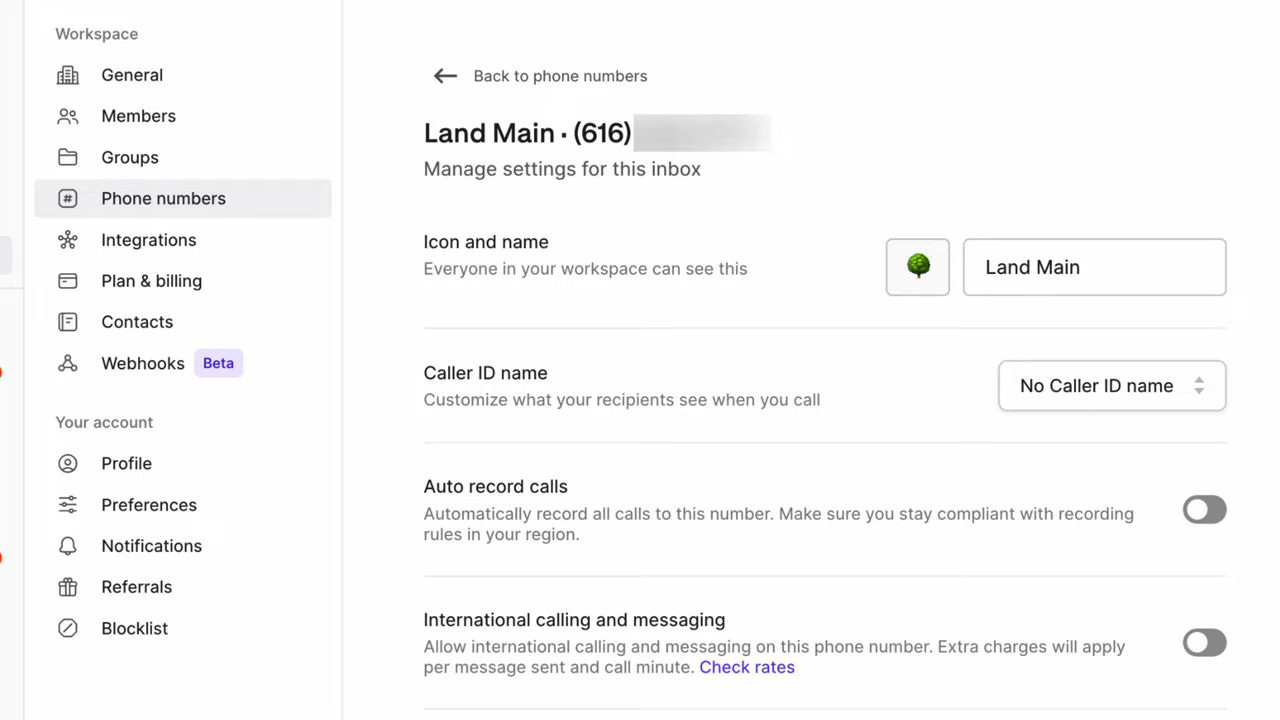 Workspace
General
Members
Groups
Phone numbers
Integrations
Plan & billing
Contacts
Webhooks Beta
Your account
Profile
Preferences
Notifications
Referrals
Blocklist
Back to phone numbers
Land Main · (616)
Manage settings for this inbox
Icon and name
Everyone in your workspace can see this
Land Main
Caller ID name
Customize what your recipients see when you call
No Caller ID name
Auto record calls
Automatically record all calls to this number. Make sure you stay compliant with recording
rules in your region.
International calling and messaging
Allow international calling and messaging on this phone number. Extra charges will apply
per message sent and call minute. Check rates